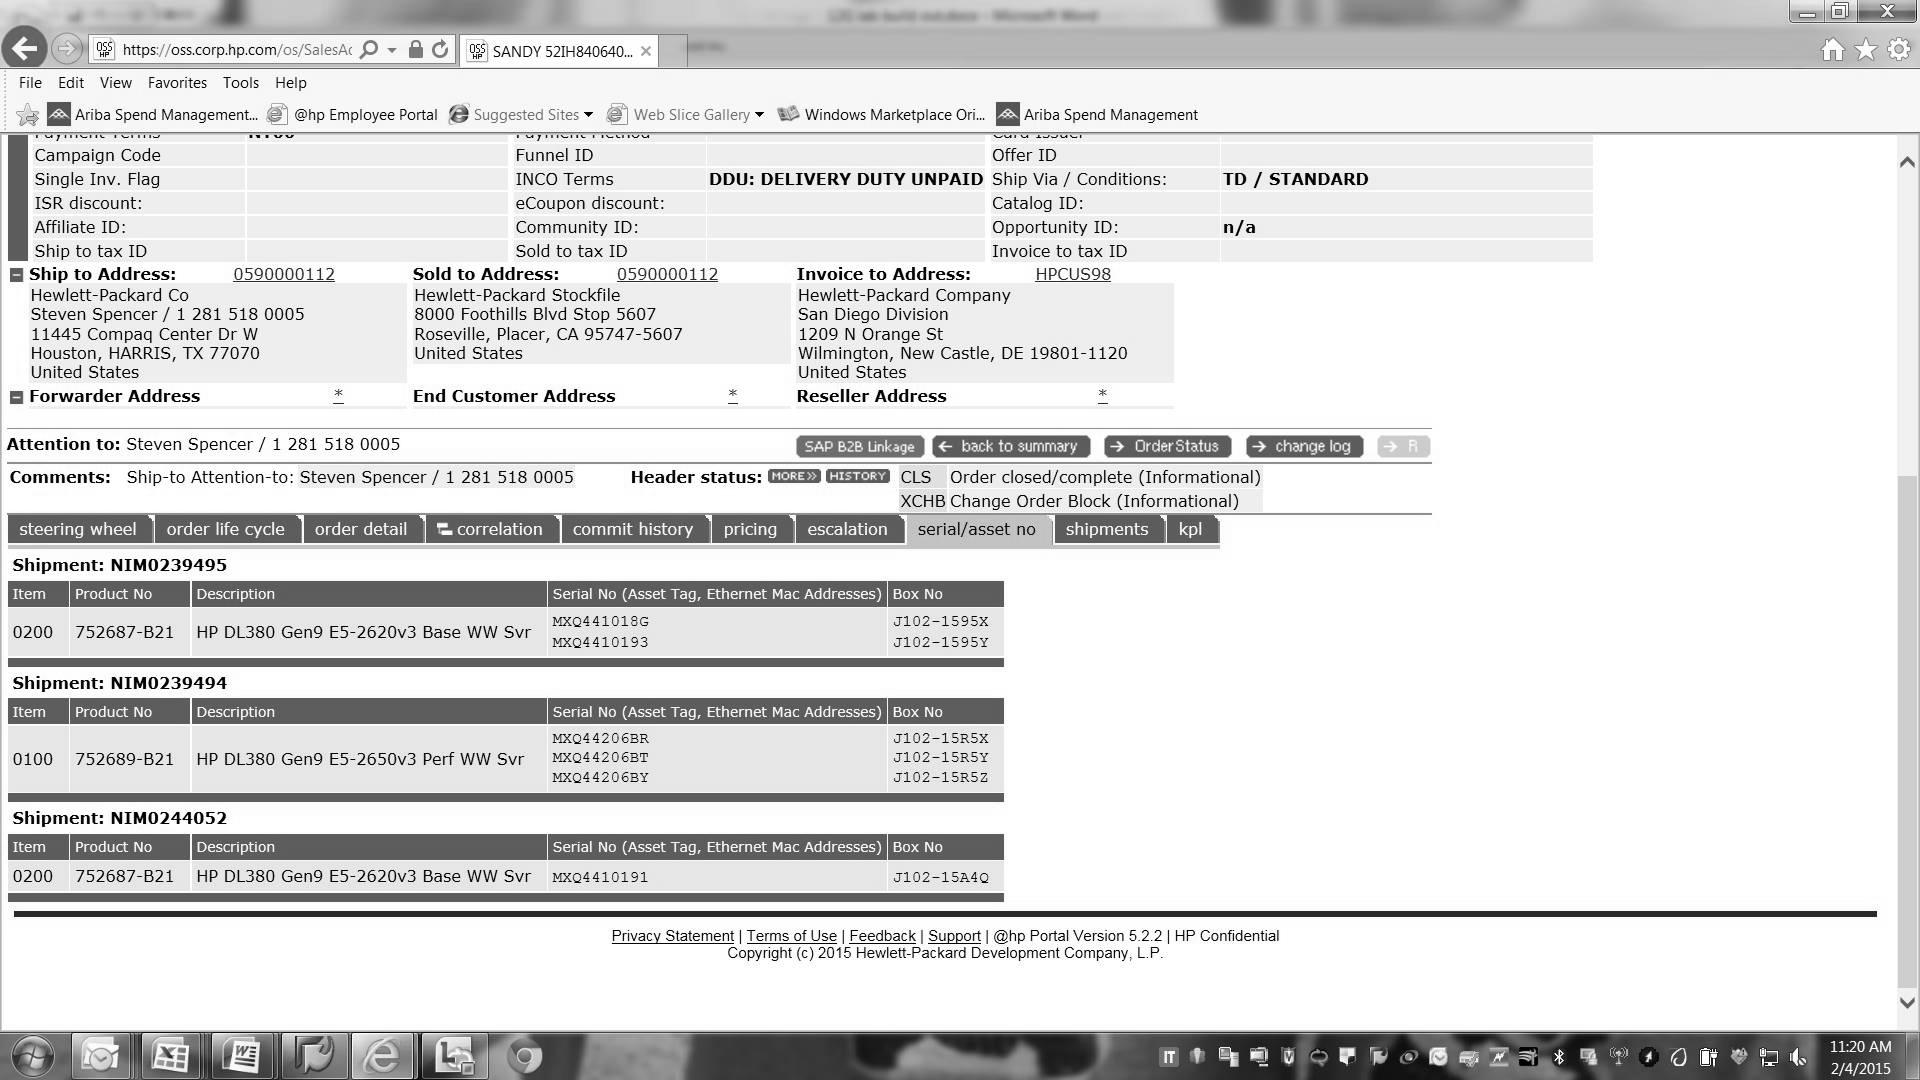 https://oss.corp.hp.com/os/SalesAc
SANDY 52IH840640...
File Edit View Favorites Tools Help
Ariba Spend Management... @hp Employee Portal Suggested Sites Web Slice Gallery Windows Marketplace Ori... Ariba Spend Management
Campaign Code Funnel ID Offer ID
Single Inv. Flag INCO Terms DDU: DELIVERY DUTY UNPAID Ship Via / Conditions: TD / STANDARD
ISR discount: eCoupon discount: Catalog ID:
Affiliate ID: Community ID: Opportunity ID: n/a
Ship to tax ID Sold to tax ID Invoice to tax ID
Ship to Address: 0590000112 Sold to Address: 0590000112 Invoice to Address: HPCUS98
Hewlett-Packard Co Hewlett-Packard Stockfile Hewlett-Packard Company
Steven Spencer / 1 281 518 0005 8000 Foothills Blvd Stop 5607 San Diego Division
11445 Compaq Center Dr W Roseville, Placer, CA 95747-5607 1209 N Orange St
Houston, HARRIS, TX 77070 United States Wilmington, New Castle, DE 19801-1120
United States United States
Forwarder Address * End Customer Address * Reseller Address *
Attention to: Steven Spencer / 1 281 518 0005 SAP B2B Linkage back to summary OrderStatus change log R
Comments: Ship-to Attention-to: Steven Spencer / 1 281 518 0005 Header status: MORE» HISTORY CLS Order closed/complete (Informational)
XCHB Change Order Block (Informational)
steering wheel order life cycle order detail correlation commit history pricing escalation serial/asset no shipments kpl
Shipment: NIM0239495
Item Product No Description Serial No (Asset Tag, Ethernet Mac Addresses) Box No
0200 752687-B21 HP DL380 Gen9 E5-2620v3 Base WW Svr MXQ441018G J102-1595X
MXQ4410193 J102-1595Y
Shipment: NIM0239494
Item Product No Description Serial No (Asset Tag, Ethernet Mac Addresses) Box No
MXQ44206BR J102-15R5X
0100 752689-B21 HP DL380 Gen9 E5-2650v3 Perf WW Svr MXQ44206BT J102-15R5Y
MXQ44206BY J102-15R5Z
Shipment: NIM0244052
Item Product No Description Serial No (Asset Tag, Ethernet Mac Addresses) Box No
0200 752687-B21 HP DL380 Gen9 E5-2620v3 Base WW Svr MXQ4410191 J102-15A4Q
Privacy Statement | Terms of Use | Feedback | Support | @hp Portal Version 5.2.2 | HP Confidential
Copyright (c) 2015 Hewlett-Packard Development Company, L.P.
11:20 AM
2/4/2015